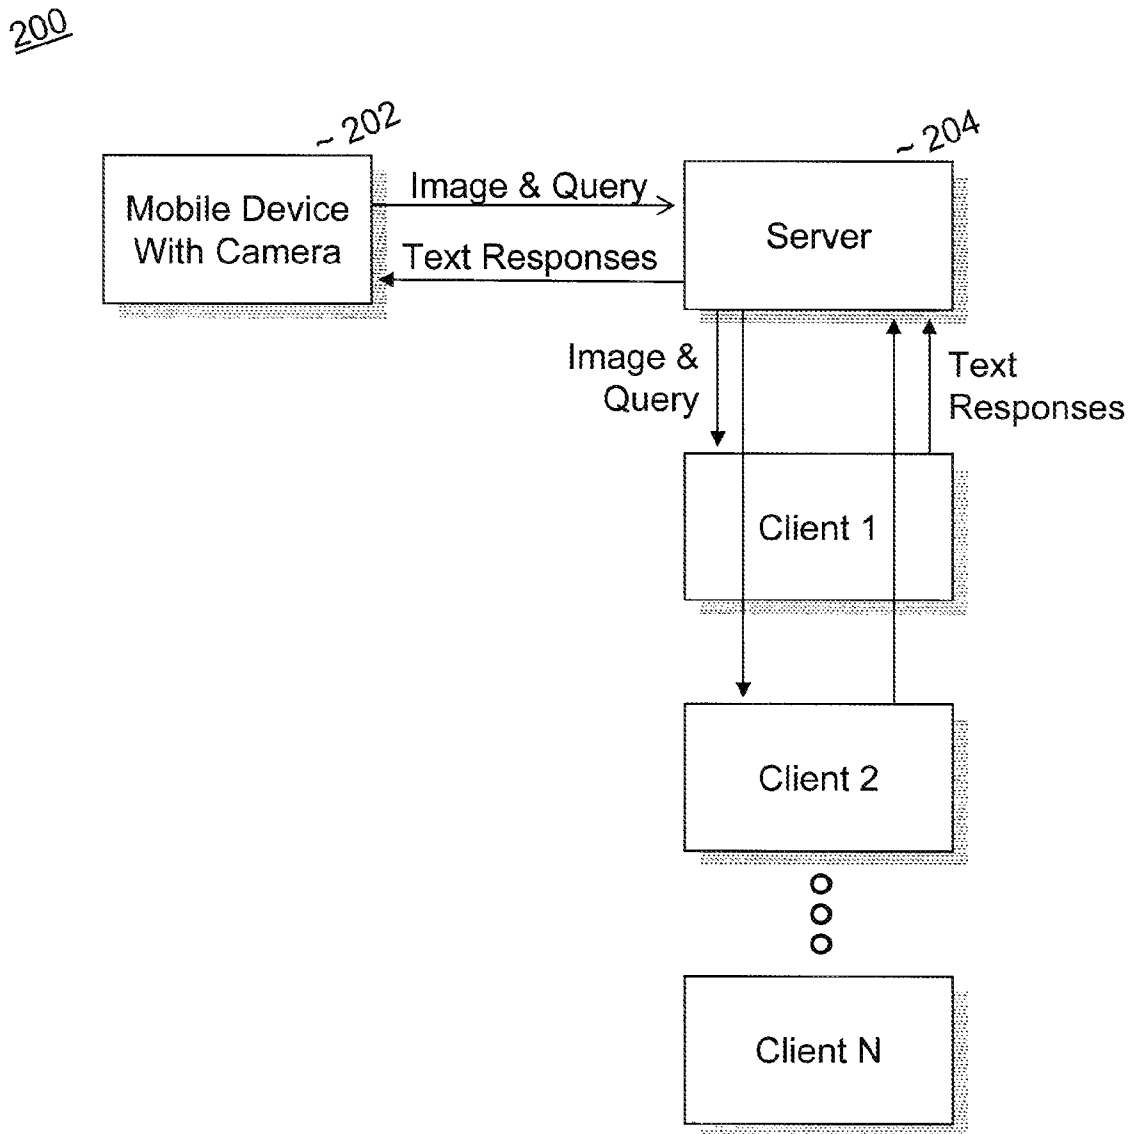 200
~ 202
~ 204
Mobile Device
With Camera
Image & Query
Text Responses
Server
Image &
Query
Text
Responses
Client 1
Client 2
Client N